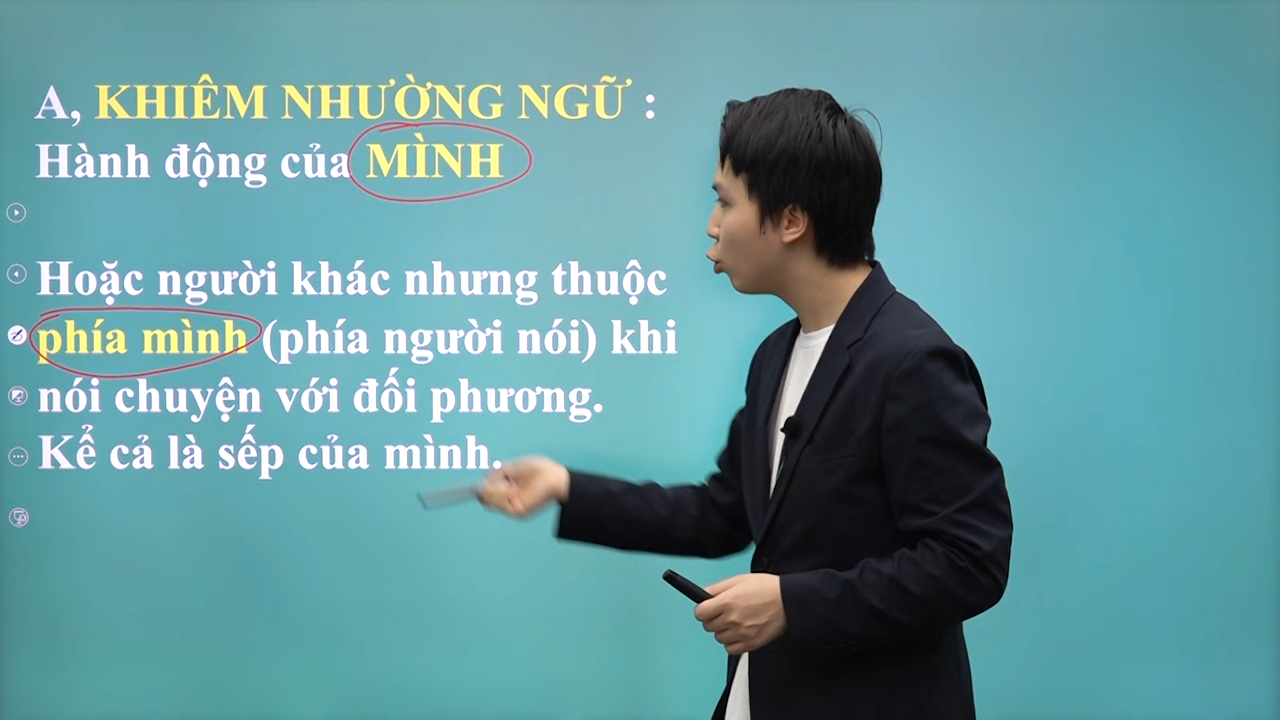 A, KHIÊM NHƯỜNG NGỮ :
Hành động của MÌNH
Hoặc người khác nhưng thuộc
phía mình (phía người nói) khi
nói chuyện với đối phương.
Kể cả là sếp của mình.